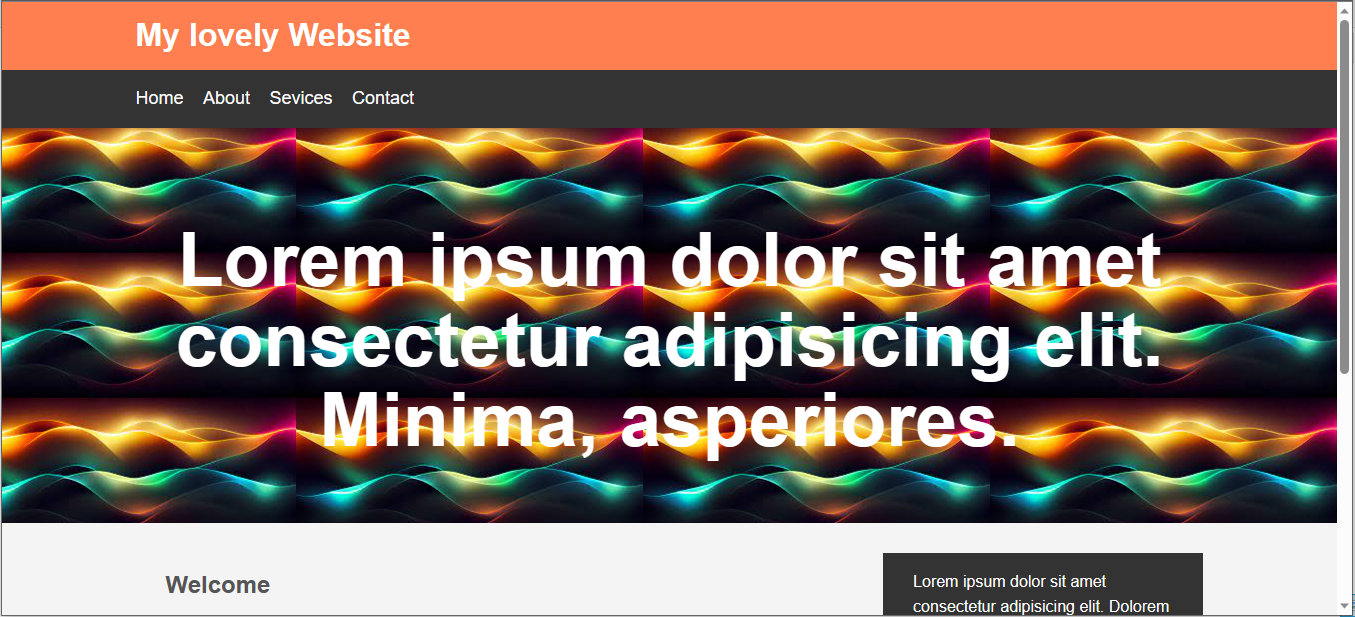 My lovely Website
Home About Sevices Contact
Lorem ipsum dolor sit amet
consectetur adipisicing elit.
Minima, asperiores.
Welcome
Lorem ipsum dolor sit amet
consectetur adipisicing elit. Dolorem